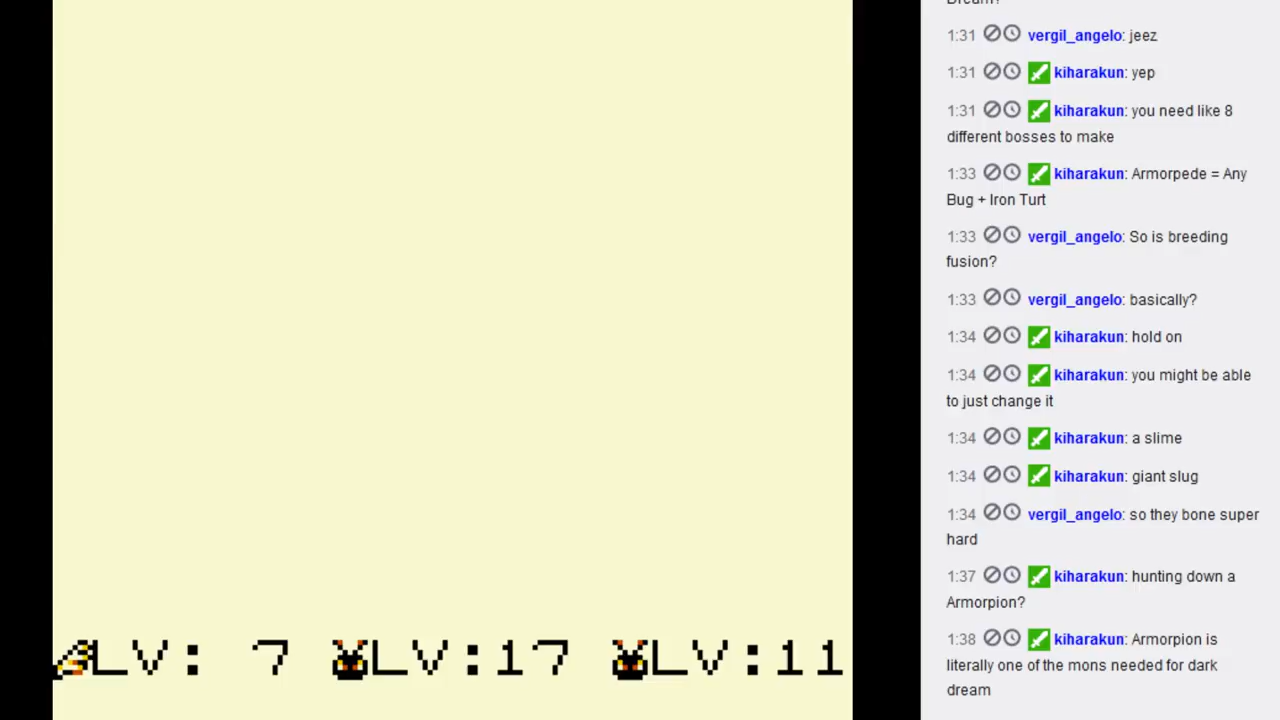 LV: 7 LV:17 LV:11
1:31 vergil_angelo: jeez
1:31 kiharakun: yep
1:31 kiharakun: you need like 8
different bosses to make
1:33 kiharakun: Armorpede = Any
Bug + Iron Turt
1:33 vergil_angelo: So is breeding
fusion?
1:33 vergil_angelo: basically?
1:34 kiharakun: hold on
1:34 kiharakun: you might be able
to just change it
1:34 kiharakun: a slime
1:34 kiharakun: giant slug
1:34 vergil_angelo: so they bone super
hard
1:37 kiharakun: hunting down a
Armorpion?
1:38 kiharakun: Armorpion is
literally one of the mons needed for dark
dream